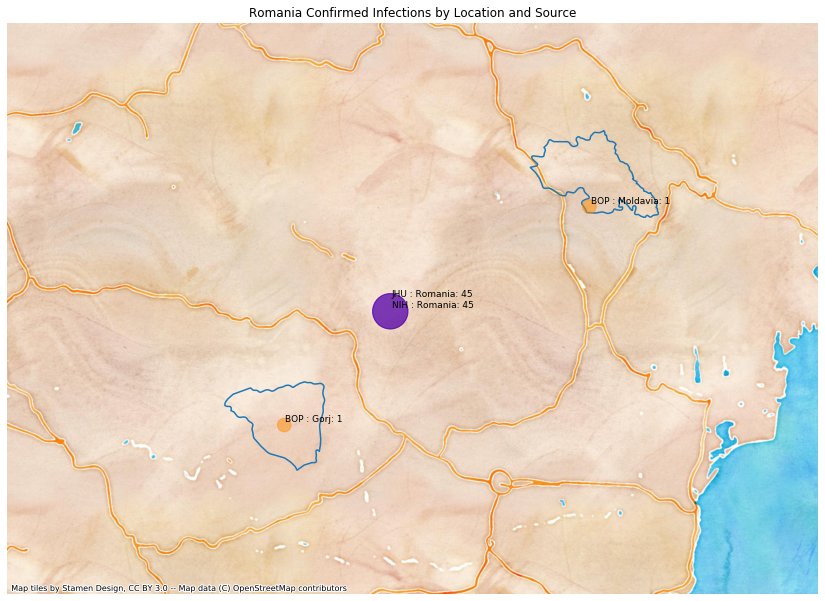 Romania Confirmed Infections by Location and Source
BOP : Moldavia: 1
JHU : Romania: 45
NIH : Romania: 45
BOP : Gorj: 1
Map tiles by Stamen Design, CC BY 3.0 -- Map data (C) OpenStreetMap contributors